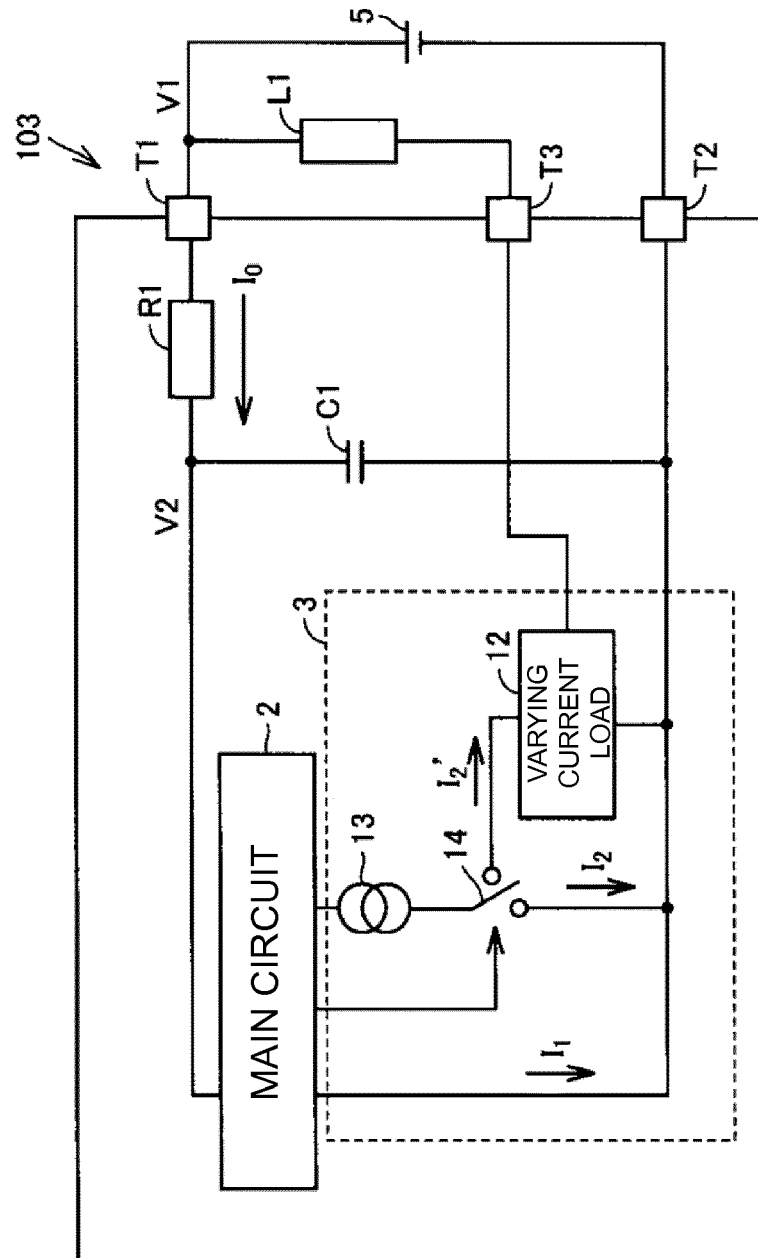 103
V2
R1
T1
V1
I₀
MAIN CIRCUIT
2
L1
3
C1
13
5
14
I₂'
12
VARYING
CURRENT
LOAD
T3
I₁
I₂
T2